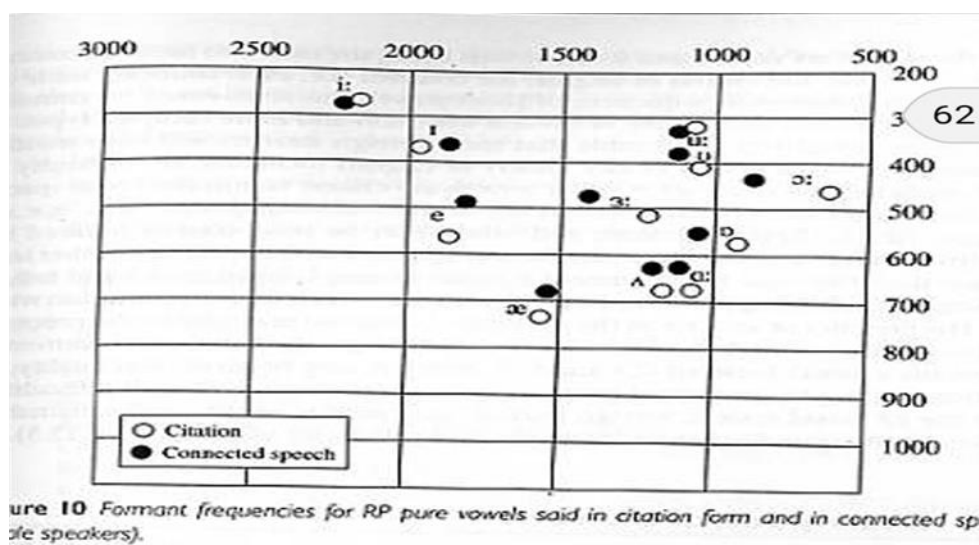 3000 2500 2000 1500 1000 500
200
3
62
i:
ɪ
u:
ʊ
400
ɔ:
500
e
ɜ:
ɒ
600
ʌ
ɑ:
700
æ
800
900
1000
Citation
Connected speech
ure 10 Formant frequencies for RP pure vowels said in citation form and in connected sp
le speakers).